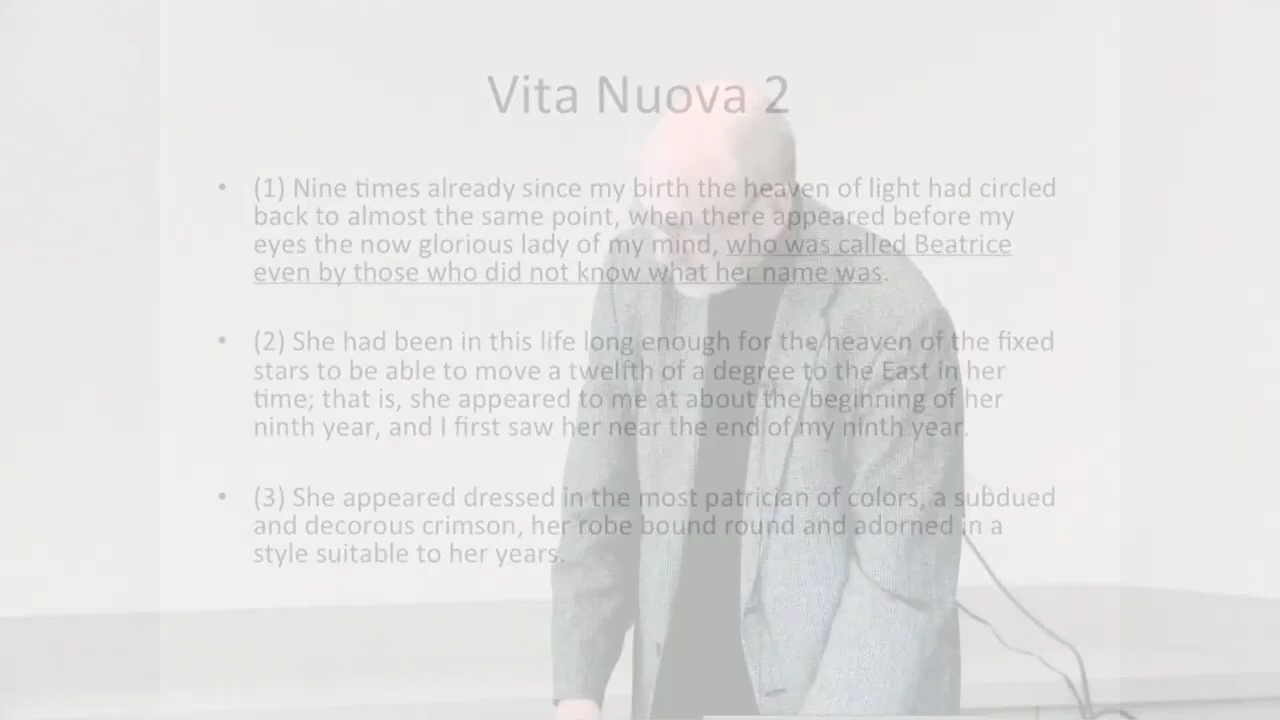 Vita Nuova 2
• (1) Nine times already since my birth the heaven of light had circled
back to almost the same point, when there appeared before my
eyes the now glorious lady of my mind, who was called Beatrice
even by those who did not know what her name was.
• (2) She had been in this life long enough for the heaven of the fixed
stars to be able to move a twelfth of a degree to the East in her
time; that is, she appeared to me at about the beginning of her
ninth year, and I first saw her near the end of my ninth year.
• (3) She appeared dressed in the most patrician of colors, a subdued
and decorous crimson, her robe bound round and adorned in a
style suitable to her years.